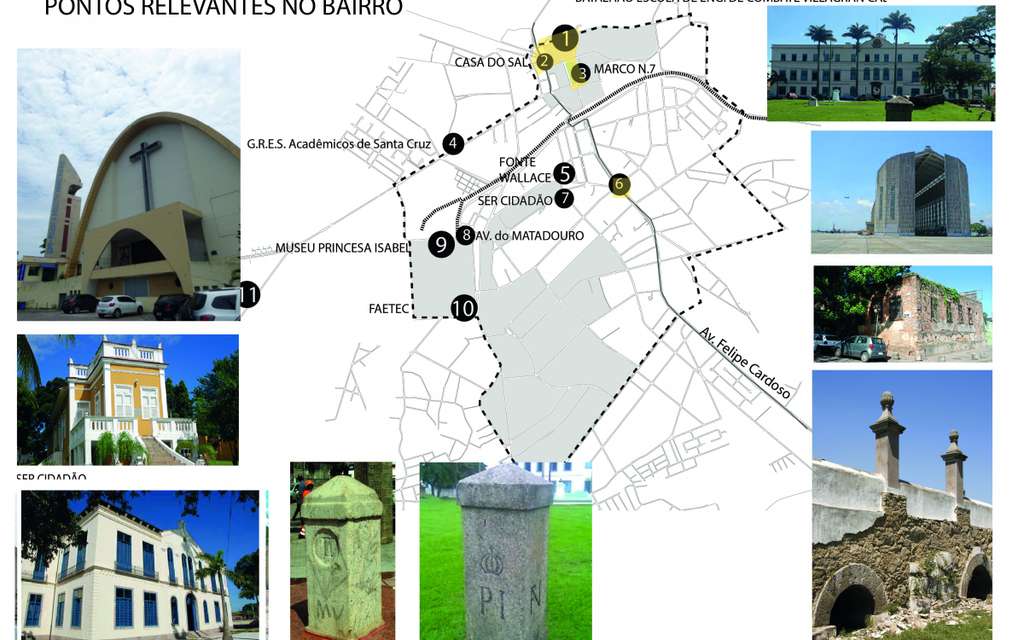 PONTOS RELEVANTES NO BAIRRO
1
CASA DO SAL
2
3
MARCO N.7
G.R.E.S. Acadêmicos de Santa Cruz
4
FONTE
WALLACE
5
6
SER CIDADÃO
7
8
AV. do MATADOURO
MUSEU PRINCESA ISABEL
9
11
FAETEC
10
Av. Felipe Cardoso
SER CIDADÃO
MV
PI N